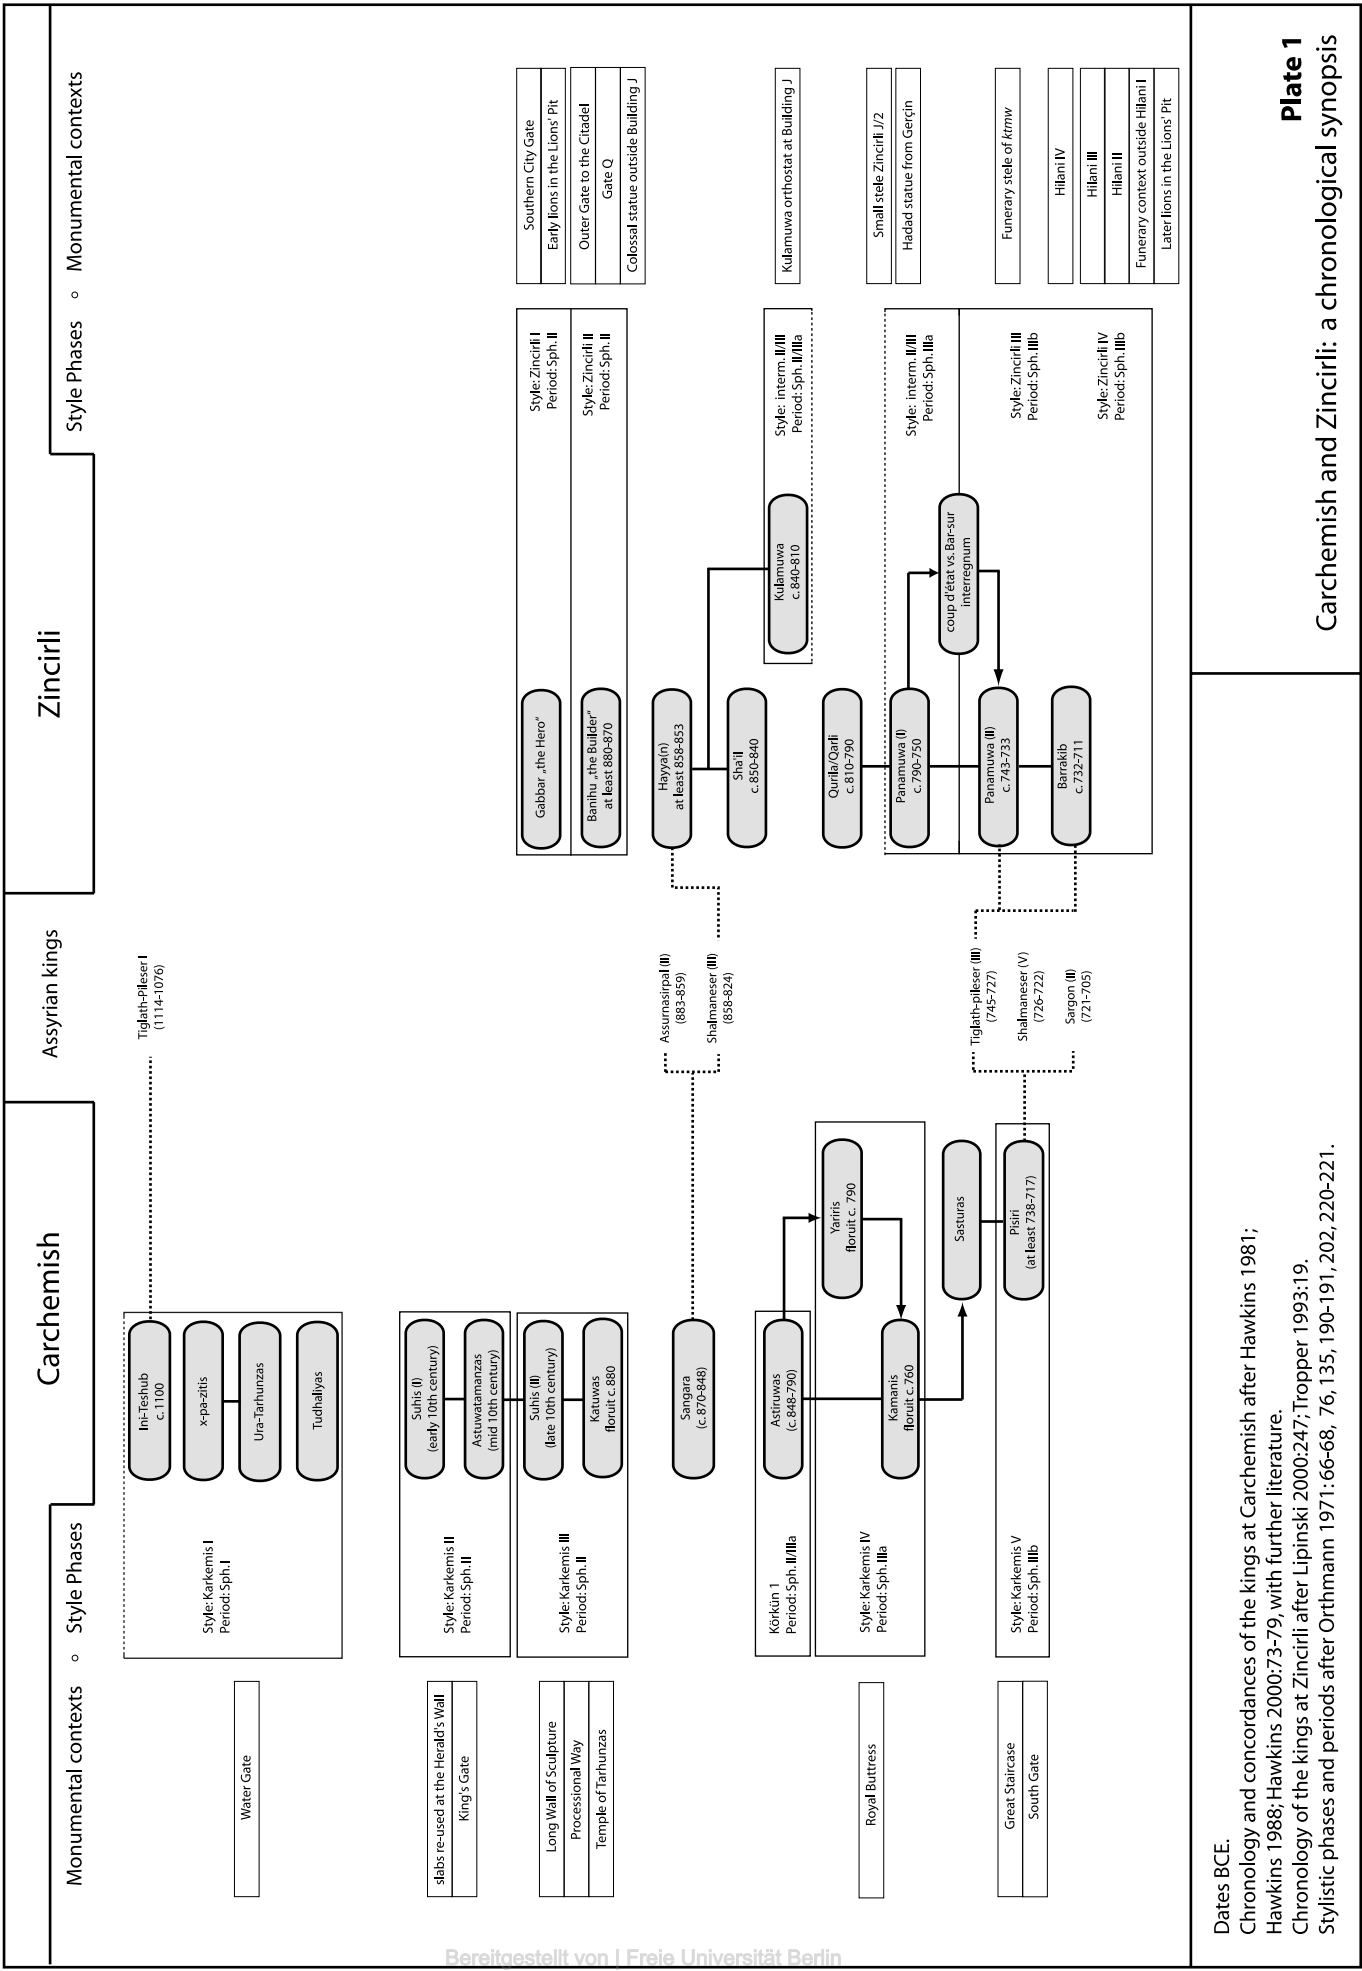 Carchemish
Assyrian kings
Zincirli
Monumental contexts ○ Style Phases
Style Phases ○ Monumental contexts
Water Gate
Style: Karkemis I
Period: Sph. I
Ini-Teshub
c. 1100
x-pa-zitis
Ura-Tarhunzas
Tudhaliyas
Tiglath-Pileser I
(1114-1076)
slabs re-used at the Herald's Wall
King's Gate
Style: Karkemis II
Period: Sph. II
Suhis (I)
(early 10th century)
Astuwatamanzas
(mid 10th century)
Long Wall of Sculpture
Processional Way
Temple of Tarhunzas
Style: Karkemis III
Period: Sph. II
Suhis (II)
(late 10th century)
Katuwas
floruit c. 880
Gabbar „the Hero“
Style: Zincirli I
Period: Sph. II
Southern City Gate
Early lions in the Lions' Pit
Banihu „the Builder“
at least 880-870
Style: Zincirli II
Period: Sph. II
Outer Gate to the Citadel
Gate Q
Colossal statue outside Building J
Sangara
(c. 870-848)
Assurnasirpal (II)
(883-859)
Shalmaneser (III)
(858-824)
Hayya(n)
at least 858-853
Sha'il
c. 850-840
Körkün 1
Period: Sph. II/IIIa
Astiruwas
(c. 848-790)
Kulamuwa
c. 840-810
Style: interm. II/III
Period: Sph. II/IIIa
Kulamuwa orthostat at Building J
Royal Buttress
Style: Karkemis IV
Period: Sph. IIIa
Yariris
floruit c. 790
Kamanis
floruit c. 760
Qurila/Qarli
c. 810-790
Panamuwa (I)
c. 790-750
Style: interm. II/III
Period: Sph. IIIa
Small stele Zincirli J/2
Hadad statue from Gerçin
Sasturas
coup d'état vs. Bar-sur
interregnum
Great Staircase
South Gate
Style: Karkemis V
Period: Sph. IIIb
Pisiri
(at least 738-717)
Tiglath-pileser (III)
(745-727)
Shalmaneser (V)
(726-722)
Sargon (II)
(721-705)
Panamuwa (II)
c. 743-733
Barrakib
c. 732-711
Style: Zincirli III
Period: Sph. IIIb
Style: Zincirli IV
Period: Sph. IIIb
Funerary stele of ktmw
Hilani IV
Hilani III
Hilani II
Funerary context outside Hilani I
Later lions in the Lions' Pit
Dates BCE.
Chronology and concordances of the kings at Carchemish after Hawkins 1981;
Hawkins 1988; Hawkins 2000:73-79, with further literature.
Chronology of the kings at Zincirli after Lipinski 2000:247; Tropper 1993:19.
Stylistic phases and periods after Orthmann 1971: 66-68, 76, 135, 190-191, 202, 220-221.
Plate 1
Carchemish and Zincirli: a chronological synopsis
Bereitgestellt von | Freie Universität Berlin